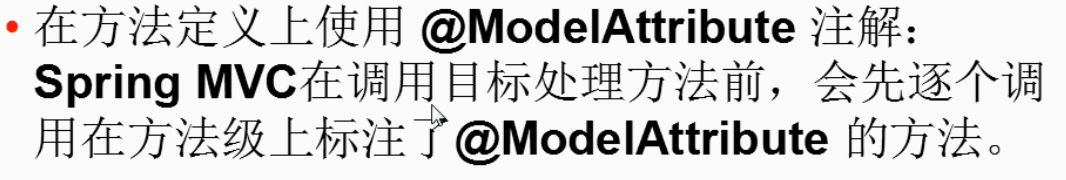 • 在方法定义上使用 @ModelAttribute 注解：
Spring MVC在调用目标处理方法前，会先逐个调
用在方法级上标注了@ModelAttribute 的方法。